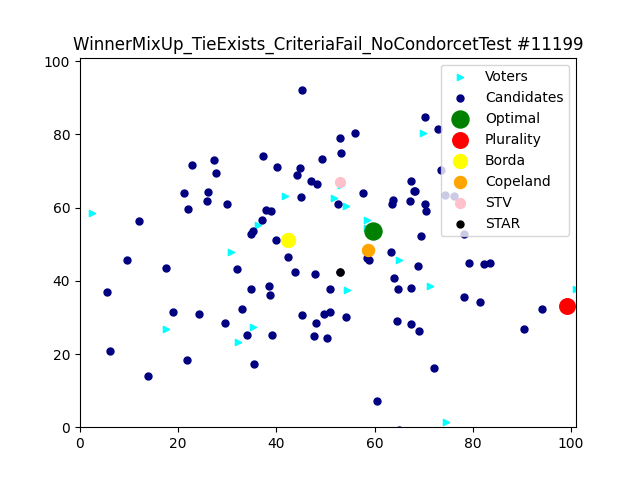 WinnerMixUp_TieExists_CriteriaFail_NoCondorcetTest #11199
100
80
60
40
20
0
0
20
40
60
80
100
Voters
Candidates
Optimal
Plurality
Borda
Copeland
STV
STAR